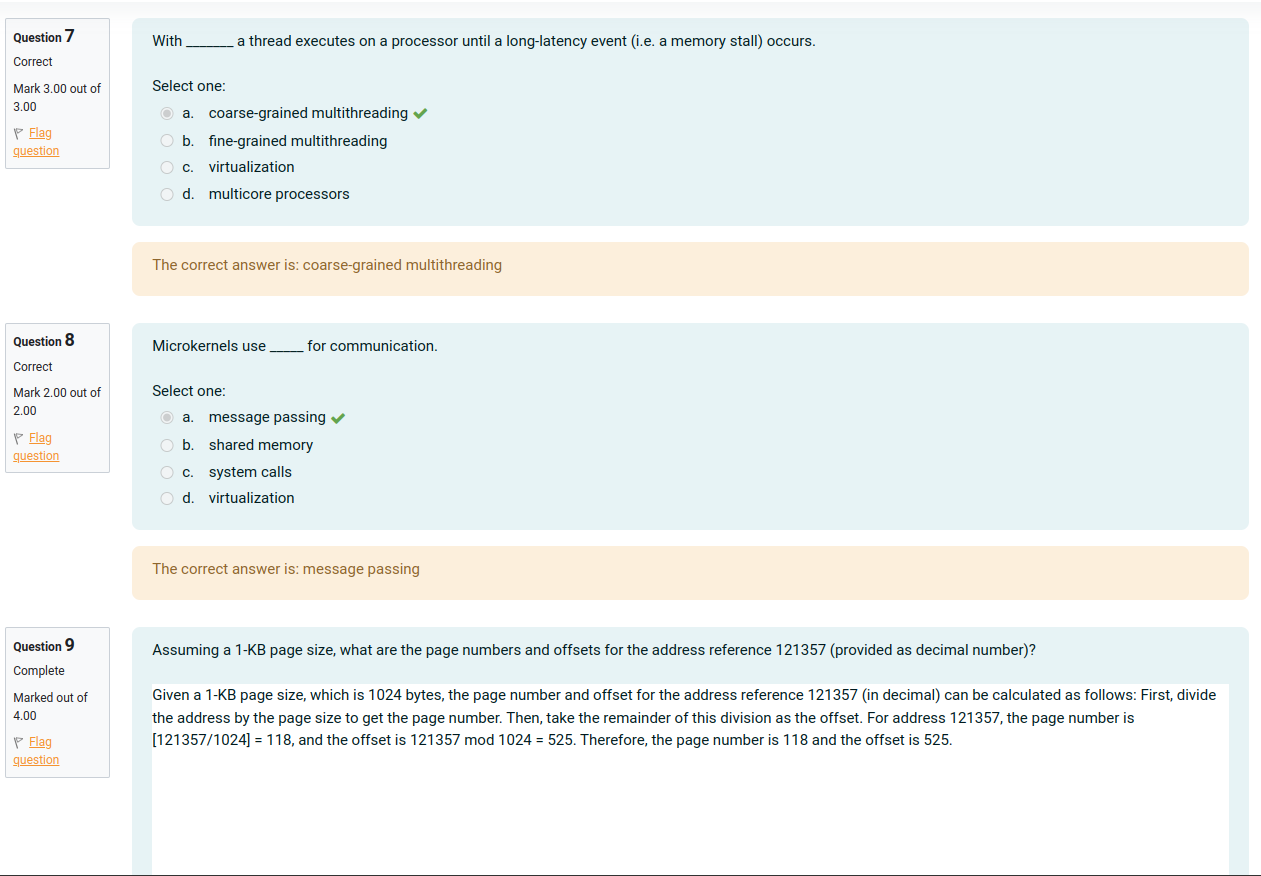 Question 7
Correct
Mark 3.00 out of
3.00
Flag
question
With _______ a thread executes on a processor until a long-latency event (i.e. a memory stall) occurs.
Select one:
a. coarse-grained multithreading
b. fine-grained multithreading
c. virtualization
d. multicore processors
The correct answer is: coarse-grained multithreading
Question 8
Correct
Mark 2.00 out of
2.00
Flag
question
Microkernels use _____ for communication.
Select one:
a. message passing
b. shared memory
c. system calls
d. virtualization
The correct answer is: message passing
Question 9
Complete
Marked out of
4.00
Flag
question
Assuming a 1-KB page size, what are the page numbers and offsets for the address reference 121357 (provided as decimal number)?
Given a 1-KB page size, which is 1024 bytes, the page number and offset for the address reference 121357 (in decimal) can be calculated as follows: First, divide
the address by the page size to get the page number. Then, take the remainder of this division as the offset. For address 121357, the page number is
[121357/1024] = 118, and the offset is 121357 mod 1024 = 525. Therefore, the page number is 118 and the offset is 525.